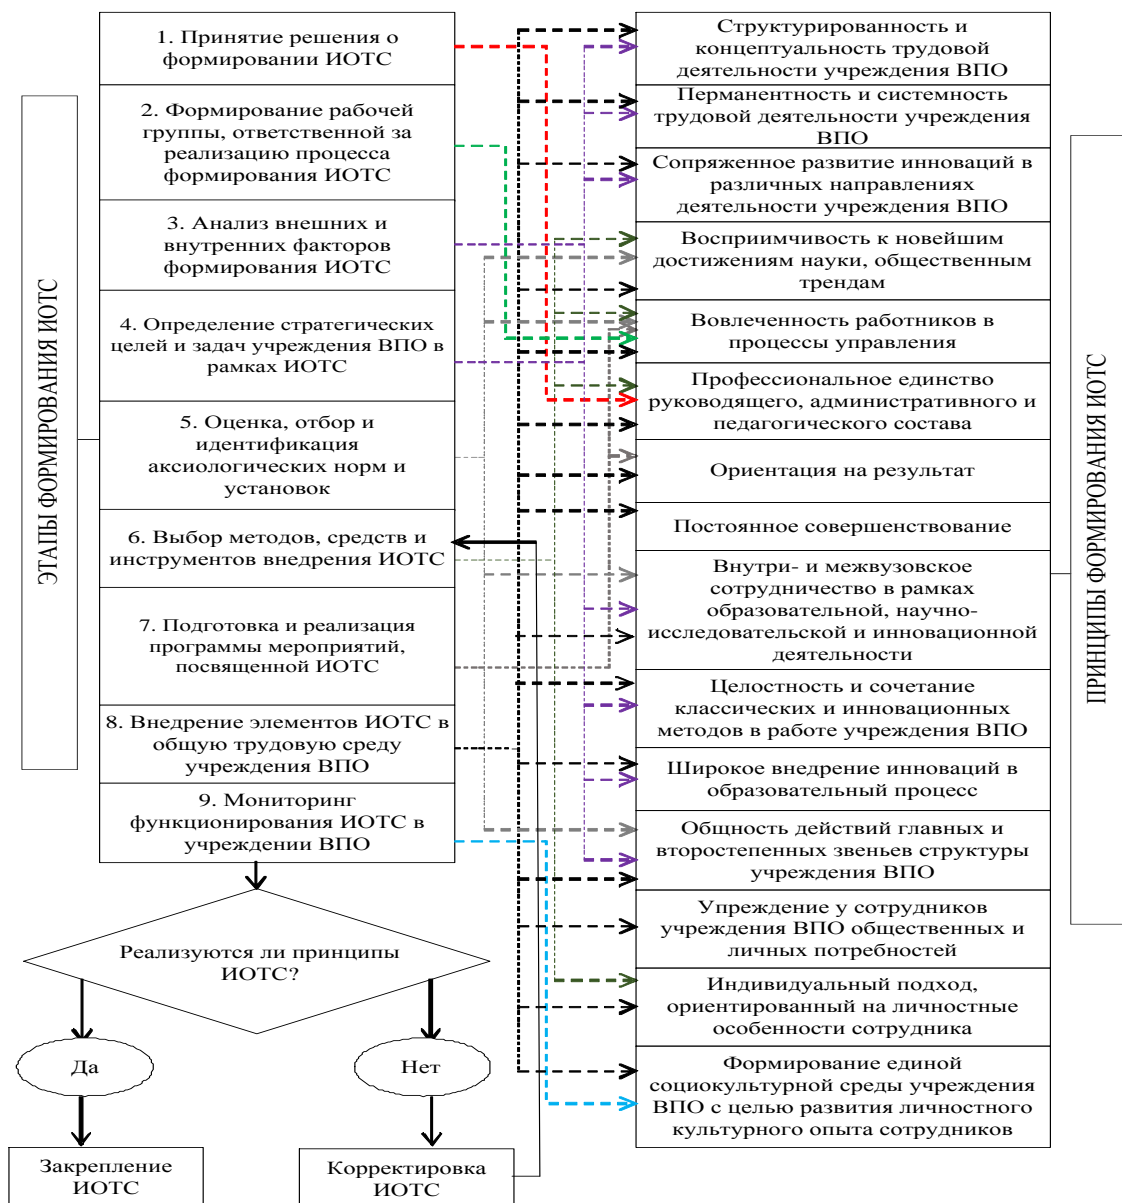 ЭТАПЫ ФОРМИРОВАНИЯ ИОТС
1. Принятие решения о
формировании ИОТС
2. Формирование рабочей
группы, ответственной за
реализацию процесса
формирования ИОТС
3. Анализ внешних и
внутренних факторов
формирования ИОТС
4. Определение стратегических
целей и задач учреждения ВПО в
рамках ИОТС
5. Оценка, отбор и
идентификация
аксиологических норм и
установок
6. Выбор методов, средств и
инструментов внедрения ИОТС
7. Подготовка и реализация
программы мероприятий,
посвященной ИОТС
8. Внедрение элементов ИОТС в
общую трудовую среду
учреждения ВПО
9. Мониторинг
функционирования ИОТС в
учреждении ВПО
Реализуются ли принципы
ИОТС?
Да
Нет
Закрепление
ИОТС
Корректировка
ИОТС
Структурированность и
концептуальность трудовой
деятельности учреждения ВПО
Перманентность и системность
трудовой деятельности учреждения
ВПО
Сопряженное развитие инноваций в
различных направлениях
деятельности учреждения ВПО
Восприимчивость к новейшим
достижениям науки, общественным
трендам
Вовлеченность работников в
процессы управления
Профессиональное единство
руководящего, административного и
педагогического состава
Ориентация на результат
Постоянное совершенствование
Внутри- и межвузовское
сотрудничество в рамках
образовательной, научно-
исследовательской и инновационной
деятельности
Целостность и сочетание
классических и инновационных
методов в работе учреждения ВПО
Широкое внедрение инноваций в
образовательный процесс
Общность действий главных и
второстепенных звеньев структуры
учреждения ВПО
Упреждение у сотрудников
учреждения ВПО общественных и
личных потребностей
Индивидуальный подход,
ориентированный на личностные
особенности сотрудника
Формирование единой
социокультурной среды учреждения
ВПО с целью развития личностного
культурного опыта сотрудников
ПРИНЦИПЫ ФОРМИРОВАНИЯ ИОТС